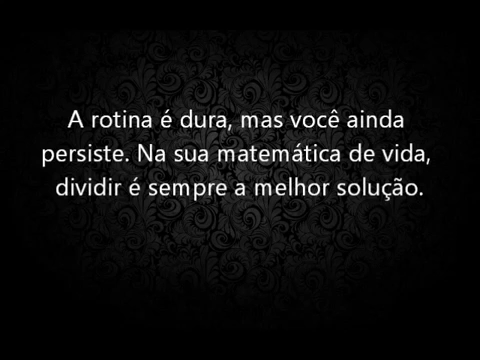 A rotina é dura, mas você ainda
persiste. Na sua matemática de vida,
dividir é sempre a melhor solução.